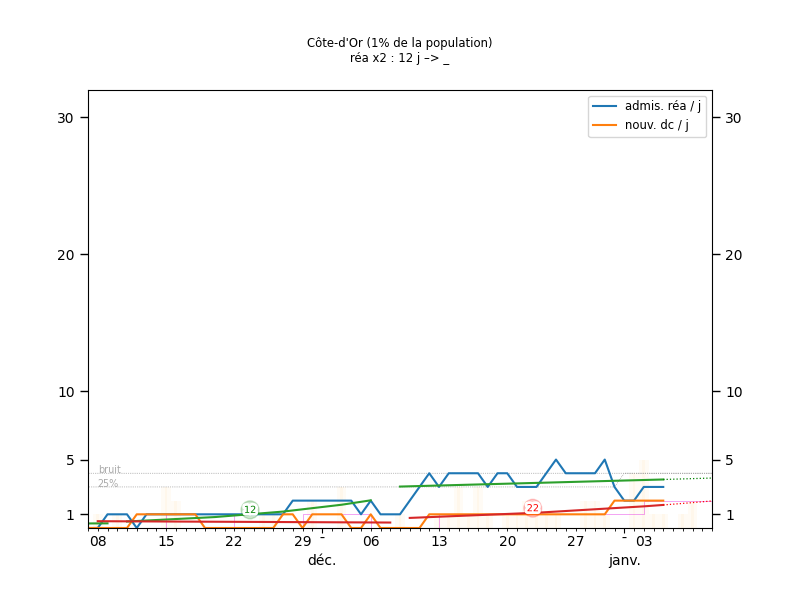 Côte-d'Or (1% de la population)
réa x2 : 12 j –> _
30 30
admis. réa / j
nouv. dc / j
20 20
10 10
5 5
bruit
25%
12
22
1 1
08 15 22 29 - 06 13 20 27 - 03
déc. janv.